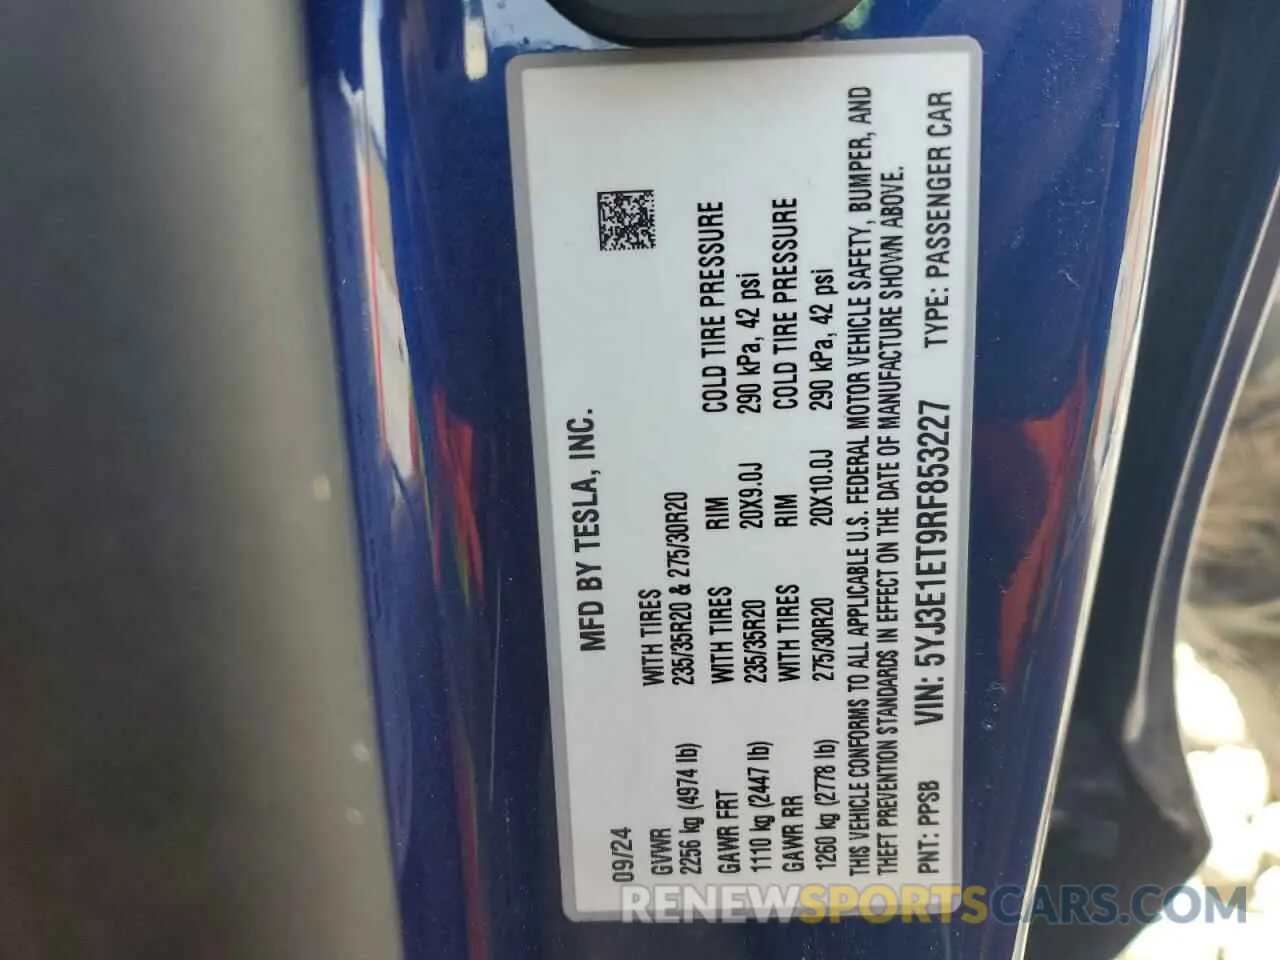 MFD BY TESLA, INC.
09/24
GVWR WITH TIRES
2256 kg (4974 lb) 235/35R20 & 275/30R20
GAWR FRT WITH TIRES RIM COLD TIRE PRESSURE
1110 kg (2447 lb) 235/35R20 20X9.0J 290 kPa, 42 psi
GAWR RR WITH TIRES RIM COLD TIRE PRESSURE
1260 kg (2778 lb) 275/30R20 20X10.0J 290 kPa, 42 psi
THIS VEHICLE CONFORMS TO ALL APPLICABLE U.S. FEDERAL MOTOR VEHICLE SAFETY, BUMPER, AND
THEFT PREVENTION STANDARDS IN EFFECT ON THE DATE OF MANUFACTURE SHOWN ABOVE.
PNT: PPSB VIN: 5YJ3E1ET9RF853227 TYPE: PASSENGER CAR
RENEWSPORTSCARS.COM